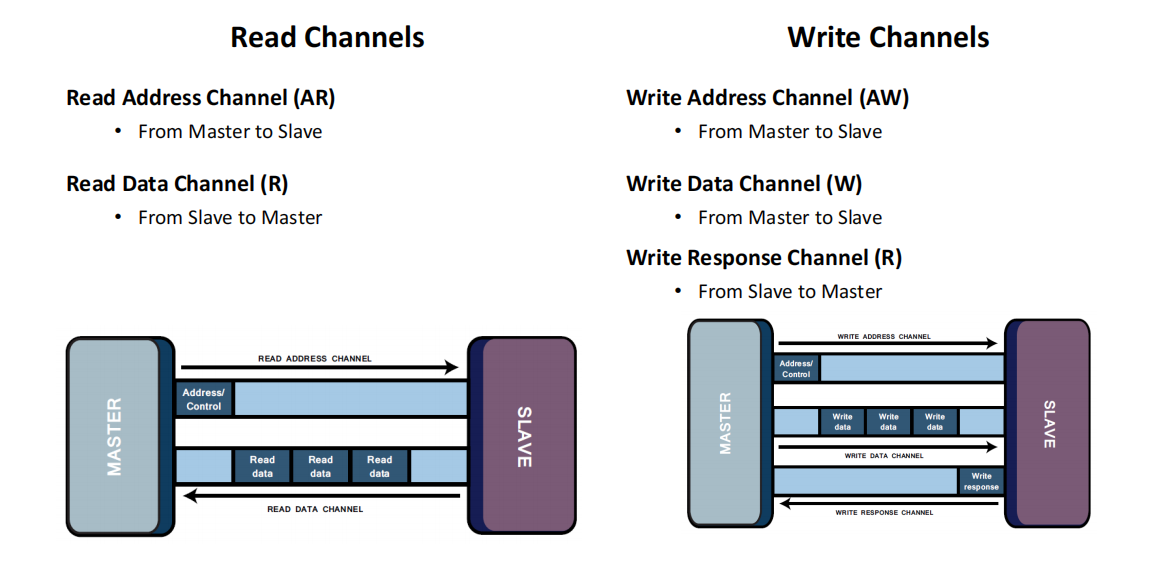 Read Channels
Read Address Channel (AR)
• From Master to Slave
Read Data Channel (R)
• From Slave to Master
READ ADDRESS CHANNEL
MASTER
Address/
Control
SLAVE
Read
data
Read
data
Read
data
READ DATA CHANNEL
Write Channels
Write Address Channel (AW)
• From Master to Slave
Write Data Channel (W)
• From Master to Slave
Write Response Channel (R)
• From Slave to Master
WRITE ADDRESS CHANNEL
MASTER
Address/
Control
SLAVE
Write
data
Write
data
Write
data
WRITE DATA CHANNEL
Write
response
WRITE RESPONSE CHANNEL